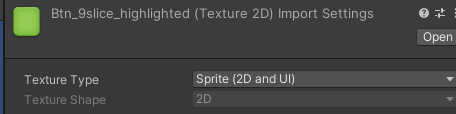 Btn_9slice_highlighted (Texture 2D) Import Settings
Open
Texture Type Sprite (2D and UI)
Texture Shape 2D